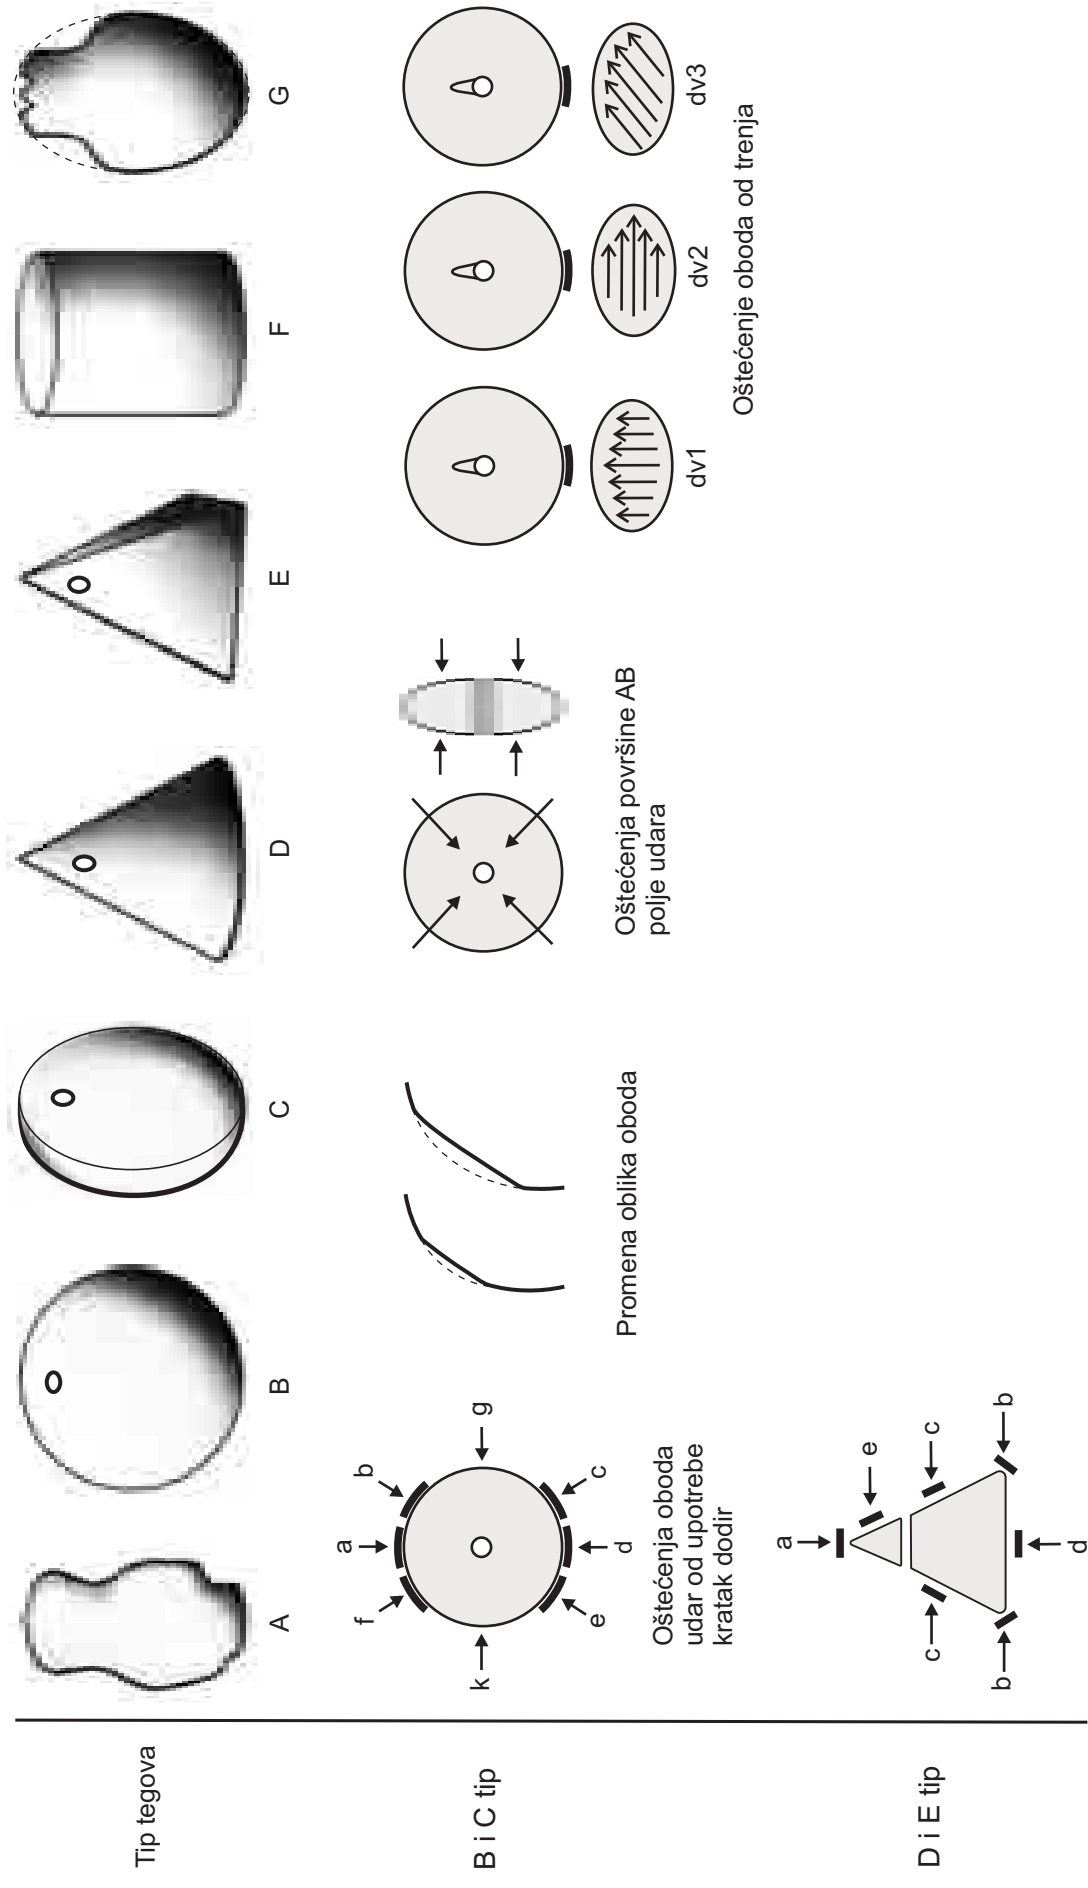 Tip tegova
A
B
C
D
E
F
G
B i C tip
a
b
f
g
k
c
d
e
Oštećenja oboda
udar od upotrebe
kratak dodir
Promena oblika oboda
Oštećenja površine AB
polje udara
dv1
dv2
dv3
Oštećenje oboda od trenja
D i E tip
a
e
c
c
b
b
d